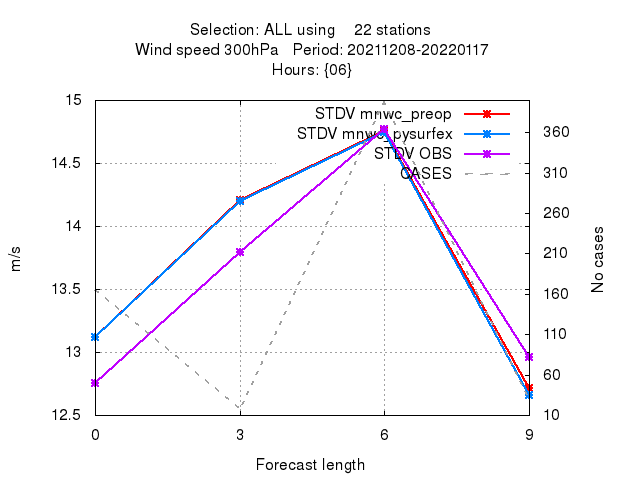 Selection: ALL using 22 stations
Wind speed 300hPa Period: 20211208-20220117
Hours: {06}
STDV mnwc_preop
STDV mnwc_pysurfex
STDV OBS
CASES
15
14.5
14
13.5
13
12.5
m/s
360
310
260
210
160
110
60
10
No cases
0 3 6 9
Forecast length